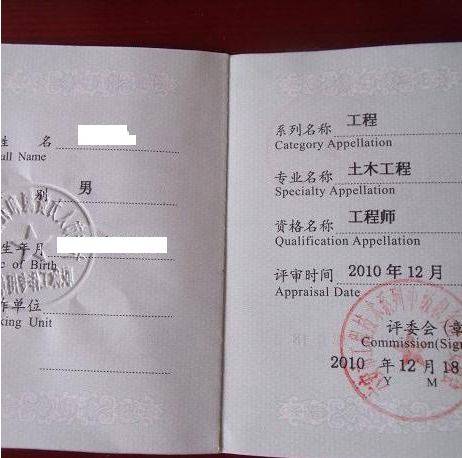 姓 名
Full Name
别 男
生年月
e of Birth
作单位
king Unit
系列名称 工程
Category Appellation
专业名称 土木工程
Specialty Appellation
资格名称 工程师
Qualification Appellation
评审时间 2010 年 12 月
Appraisal Date
评委会(章
Commission(Sig
2010 年 12 月 18
Y M